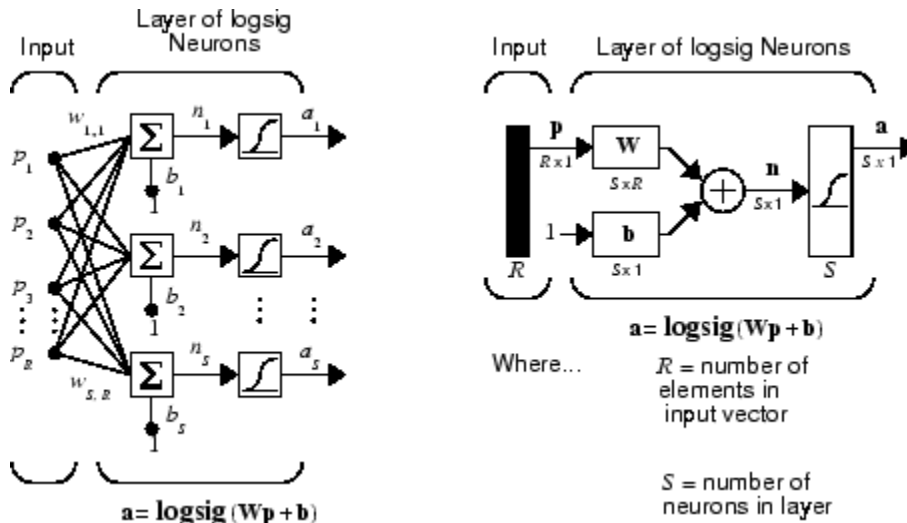 Input
Layer of logsig
Neurons
w1,1
p1
p2
p3
pR
wS, R
Σ
n1
a1
b1
1
Σ
n2
a2
b2
1
Σ
nS
aS
bS
1
a= logsig (Wp + b)
Input
Layer of logsig Neurons
p
R x 1
W
S x R
1
b
S x 1
+
n
S x 1
a
S x 1
R
S
a= logsig (Wp + b)
Where...
R = number of
elements in
input vector
S = number of
neurons in layer